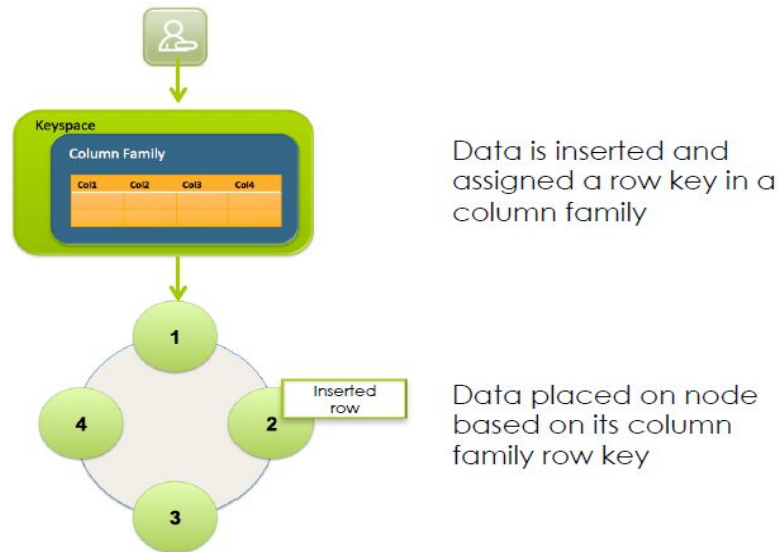 Keyspace
Column Family
Col1 Col2 Col3 Col4
Data is inserted and
assigned a row key in a
column family
1
Inserted
row
4
2
3
Data placed on node
based on its column
family row key